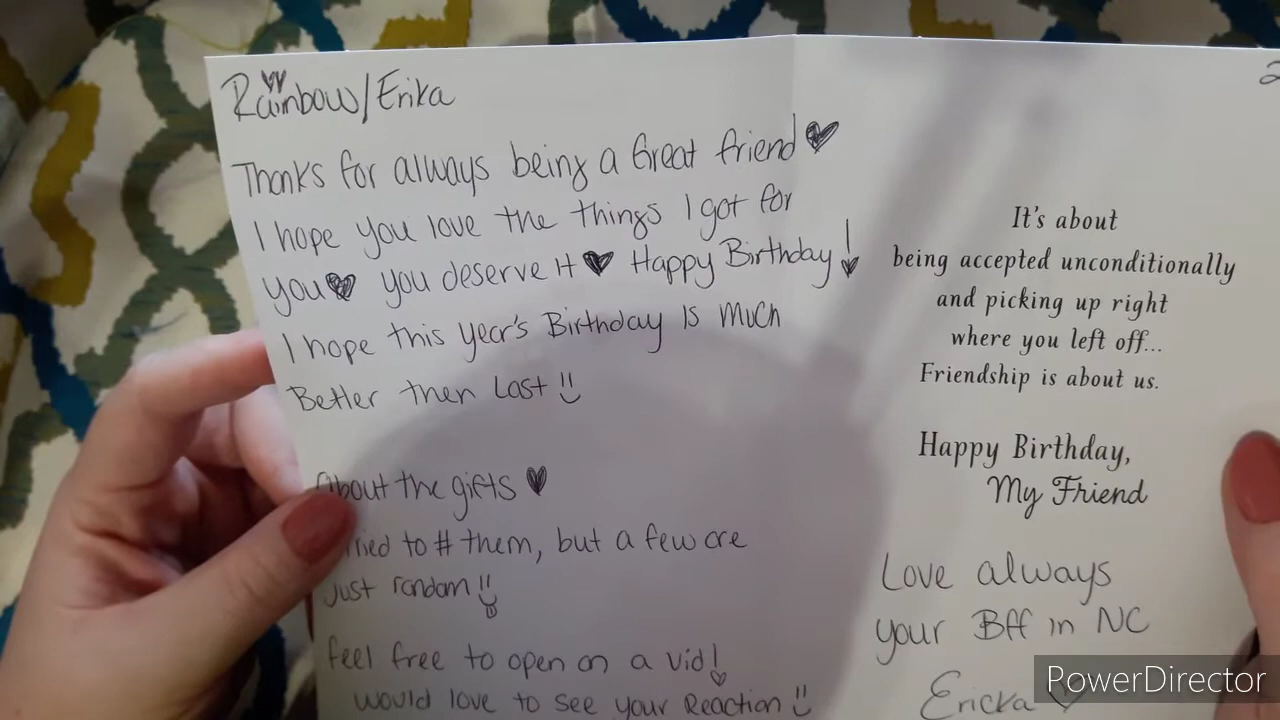 Rainbow/Erika
Thanks for always being a Great friend
I hope you love the things I got for
you you deserve it Happy Birthday!
I hope this year's Birthday is much
Better then Last
About the gifts
tried to # them, but a few are
just random
feel free to open on a vid!
would love to see your Reaction
2
It's about
being accepted unconditionally
and picking up right
where you left off...
Friendship is about us.
Happy Birthday,
My Friend
Love always
your Bff in NC
Ericka
PowerDirector